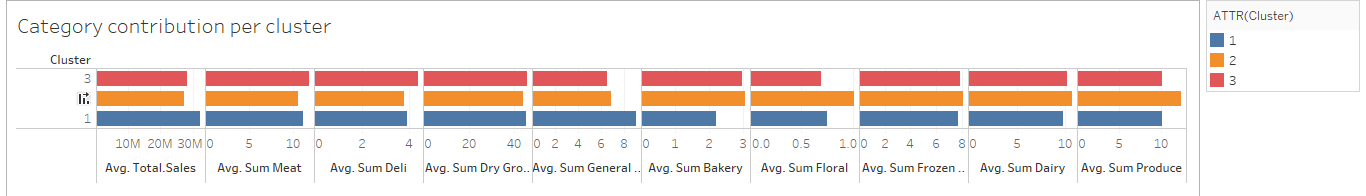 Category contribution per cluster
ATTR(Cluster)
1
2
3
Cluster
3
1
10M 20M 30M 0 5 10 0 2 4 0 20 40 0 2 4 6 8 0 1 2 3 0.0 0.5 1.0 0 2 4 6 8 0 5 10 0 5 10
Avg. Total.Sales Avg. Sum Meat Avg. Sum Deli Avg. Sum Dry Gro.. Avg. Sum General .. Avg. Sum Bakery Avg. Sum Floral Avg. Sum Frozen .. Avg. Sum Dairy Avg. Sum Produce